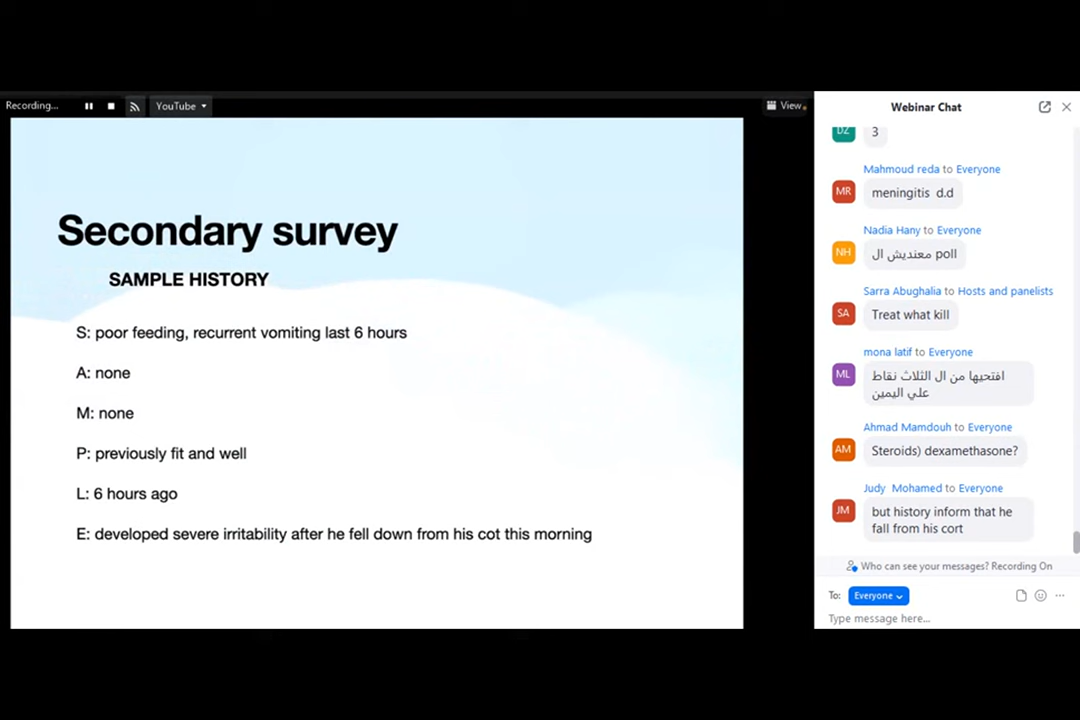 Recording...
YouTube
View
Secondary survey
SAMPLE HISTORY
S: poor feeding, recurrent vomiting last 6 hours
A: none
M: none
P: previously fit and well
L: 6 hours ago
E: developed severe irritability after he fell down from his cot this morning
Webinar Chat
DZ
3
Mahmoud reda to Everyone
MR
meningitis d.d
Nadia Hany to Everyone
NH
معنديش ال poll
Sarra Abughalia to Hosts and panelists
SA
Treat what kill
mona latif to Everyone
ML
افتحيها من ال الثلاث نقاط
علي اليمين
Ahmad Mamdouh to Everyone
AM
Steroids) dexamethasone?
Judy Mohamed to Everyone
JM
but history inform that he
fall from his cort
Who can see your messages? Recording On
To: Everyone
Type message here...